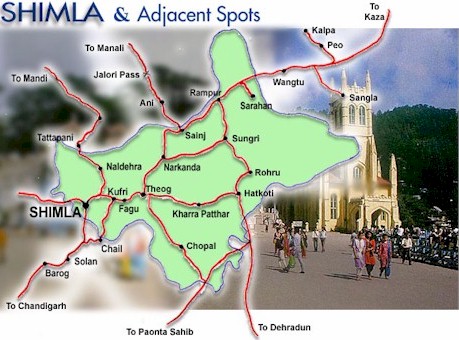 SHIMLA & Adjacent Spots
To Kaza
Kalpa
Peo
To Manali
Jalori Pass
To Mandi
Wangtu
Rampur
Sangla
Sarahan
Ani
Sainj
Sungri
Tattapani
Naldehra
Narkanda
Rohru
Kufri
Theog
Hatkoti
SHIMLA
Fagu
Kharra Patthar
Chail
Chopal
Solan
Barog
To Chandigarh
To Paonta Sahib
To Dehradun